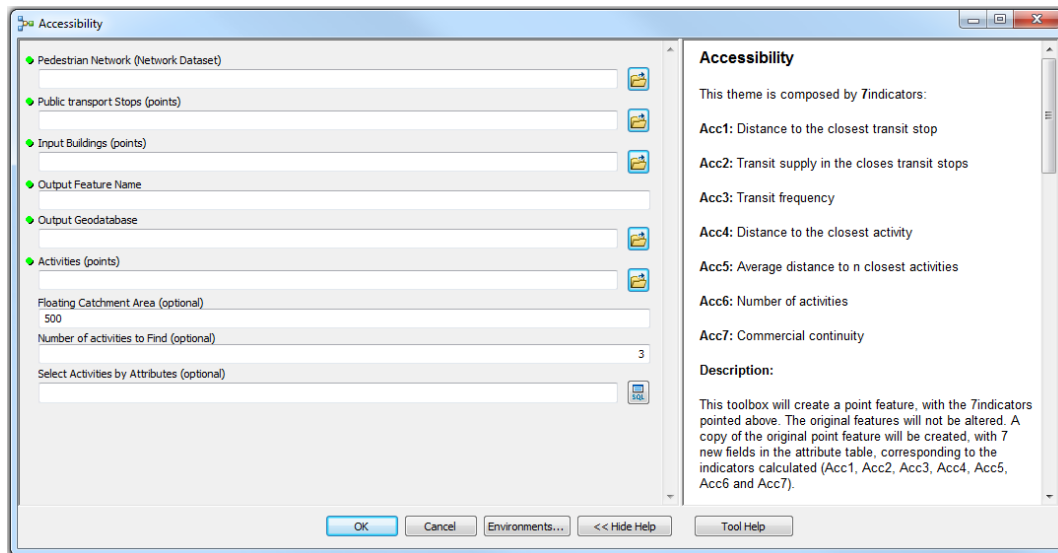 Accessibility
Pedestrian Network (Network Dataset)
Public transport Stops (points)
Input Buildings (points)
Output Feature Name
Output Geodatabase
Activities (points)
Floating Catchment Area (optional)
500
Number of activities to Find (optional)
3
Select Activities by Attributes (optional)
SQL
OK
Cancel
Environments...
<< Hide Help
Accessibility
This theme is composed by 7indicators:
Acc1: Distance to the closest transit stop
Acc2: Transit supply in the closes transit stops
Acc3: Transit frequency
Acc4: Distance to the closest activity
Acc5: Average distance to n closest activities
Acc6: Number of activities
Acc7: Commercial continuity
Description:
This toolbox will create a point feature, with the 7indicators
pointed above. The original features will not be altered. A
copy of the original point feature will be created, with 7
new fields in the attribute table, corresponding to the
indicators calculated (Acc1, Acc2, Acc3, Acc4, Acc5,
Acc6 and Acc7).
Tool Help